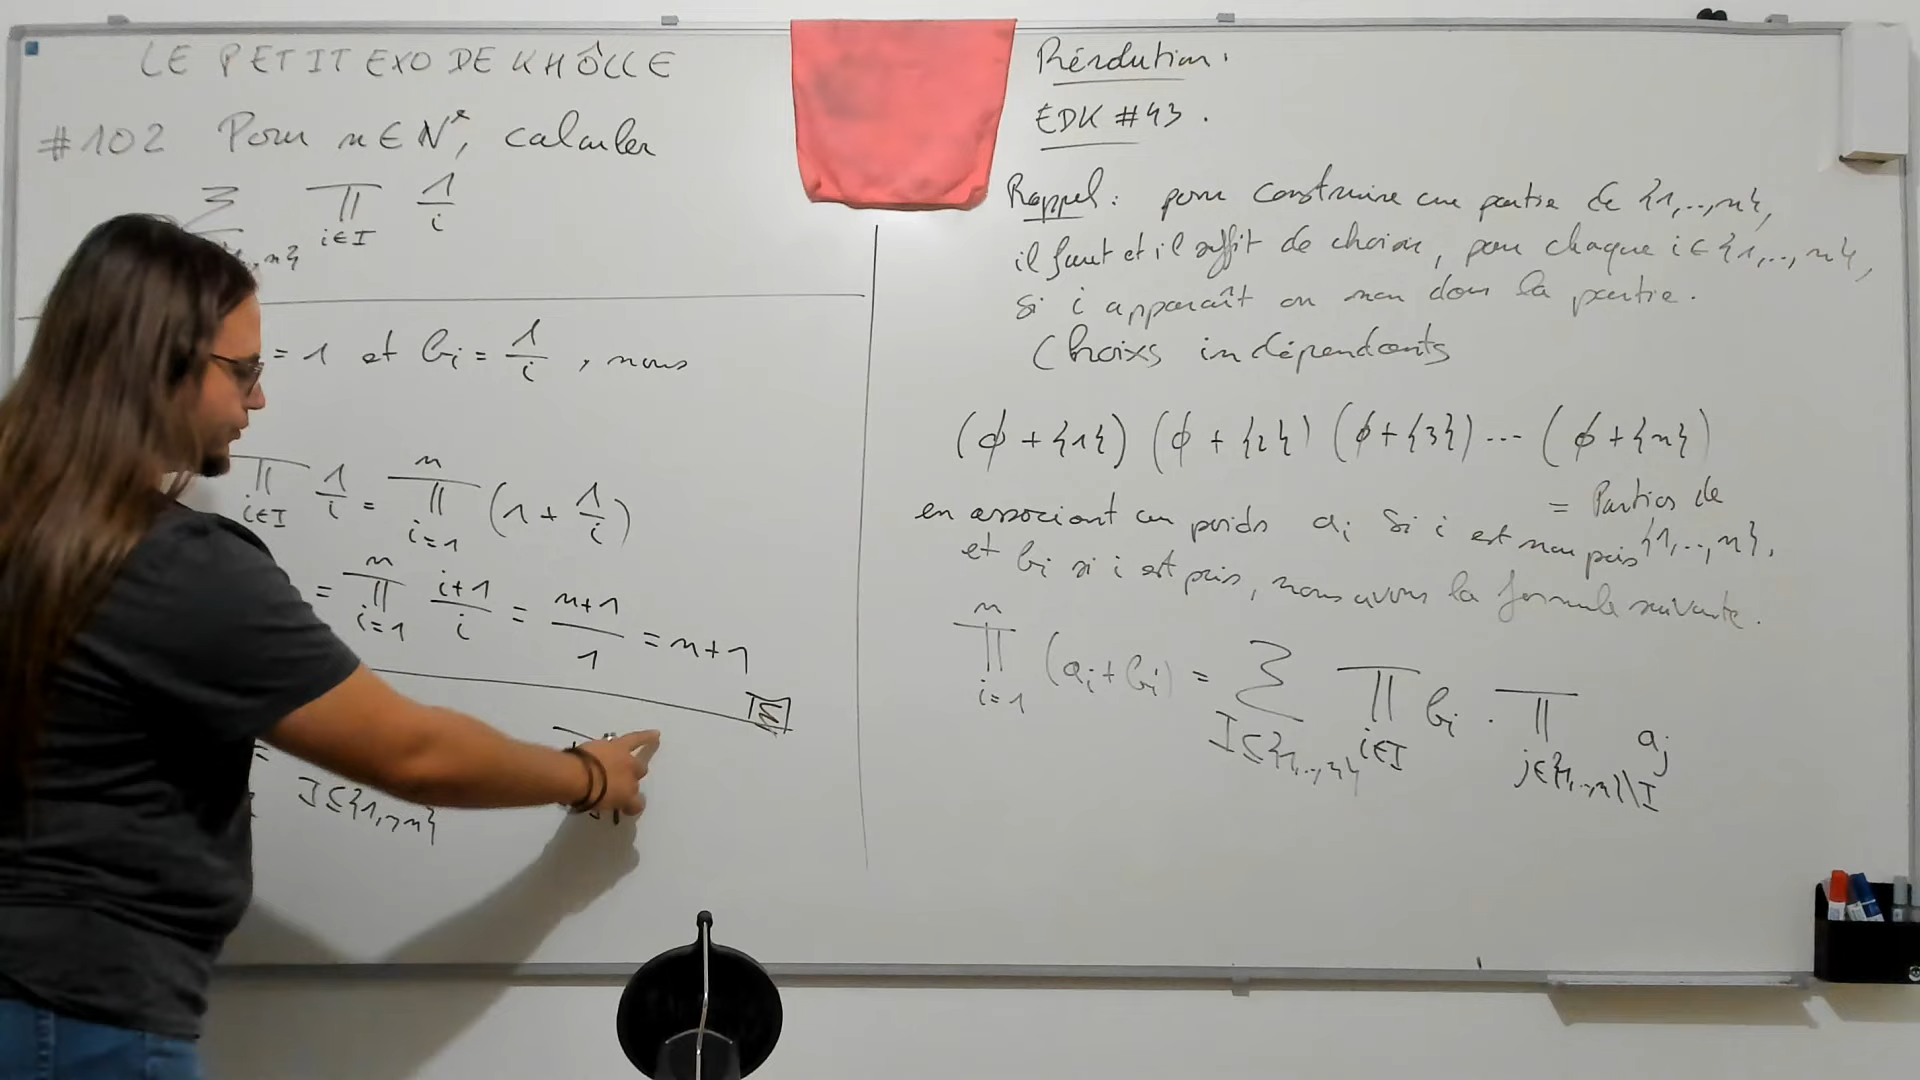 LE PETIT EXO DE KHÔLLE
#102 Pour n ∈ N*, calculer
Σ ∏ 1/i
i∈I
..,n}
= 1 et bi = 1/i , nous
∏ i∈I 1/i = ∏ i=1 n (1 + 1/i)
= ∏ i=1 n (i+1)/i = (n+1)/1 = n+1
=
I⊆{1,..,n}
Résolution.
EDK #43.
Rappel : pour construire une partie de {1,..,n},
il faut et il suffit de choisir, pour chaque i ∈ {1,..,n},
si i apparaît ou non dans la partie.
Choixs indépendants
(∅ + {1}) (∅ + {2}) (∅ + {3}) ... (∅ + {n})
= Parties de
{1,..,n}.
en associant un poids ai si i est non pris
et bi si i est pris, nous avons la formule suivante.
∏ i=1 n (ai + bi) = Σ I⊆{1,..,n} ∏ i∈I bi . ∏ j∈{1,..,n}\I aj